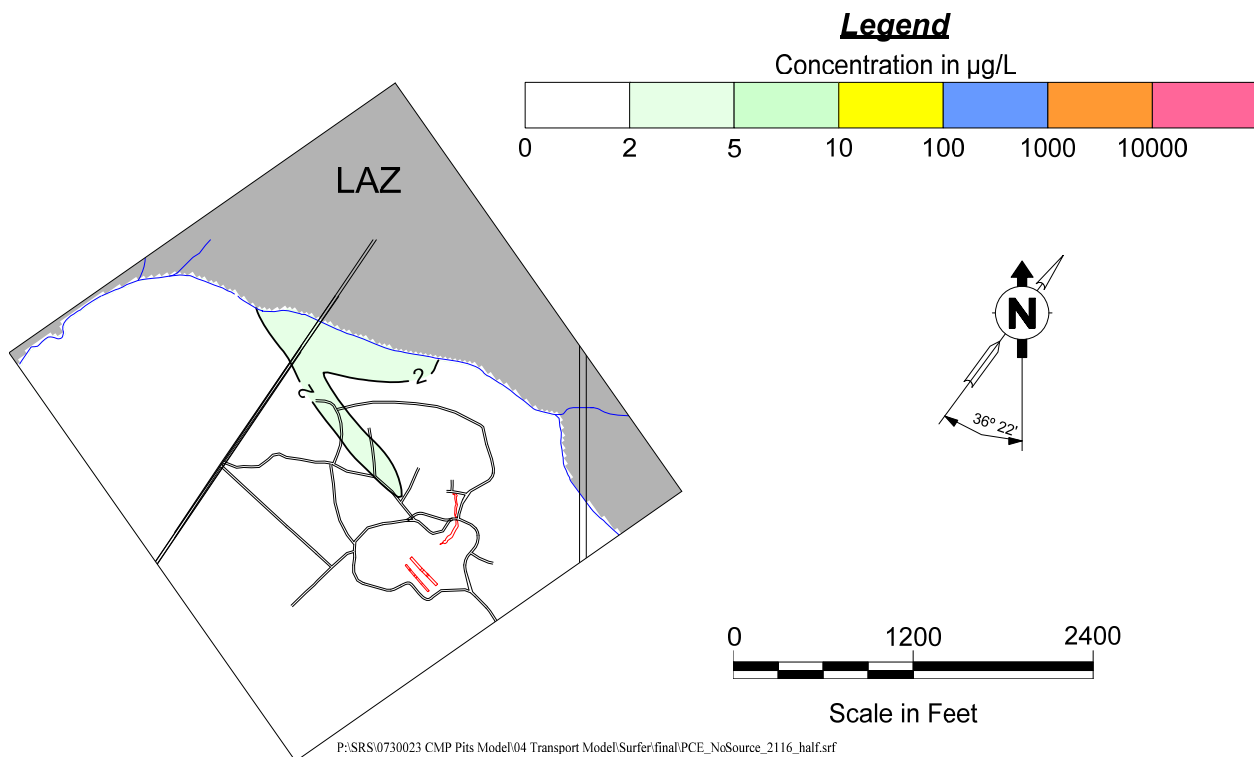 Legend
Concentration in µg/L
0 2 5 10 100 1000 10000
LAZ
N
36° 22'
2
2
0 1200 2400
Scale in Feet
P:\SRS\0730023 CMP Pits Model\04 Transport Model\Surfer\final\PCE_NoSource_2116_half.srf